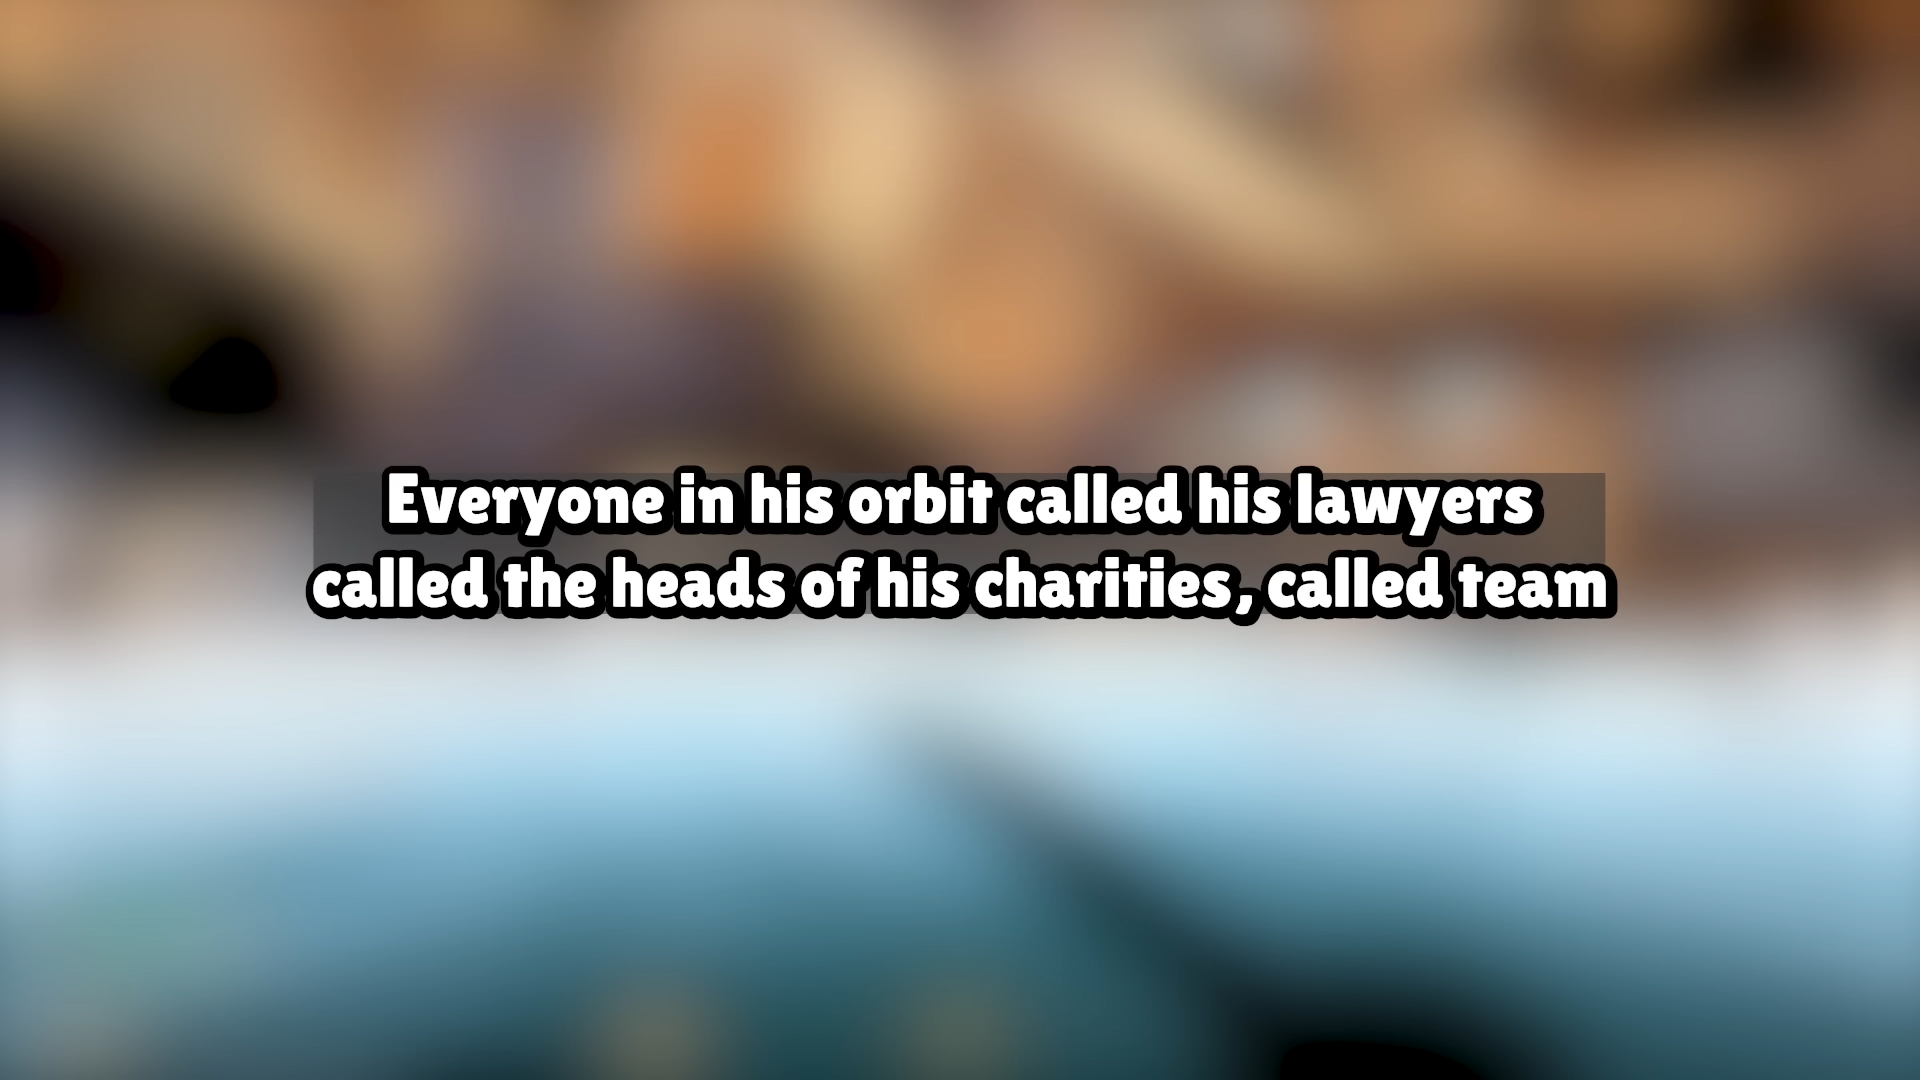 Everyone in his orbit called his lawyers
called the heads of his charities, called team